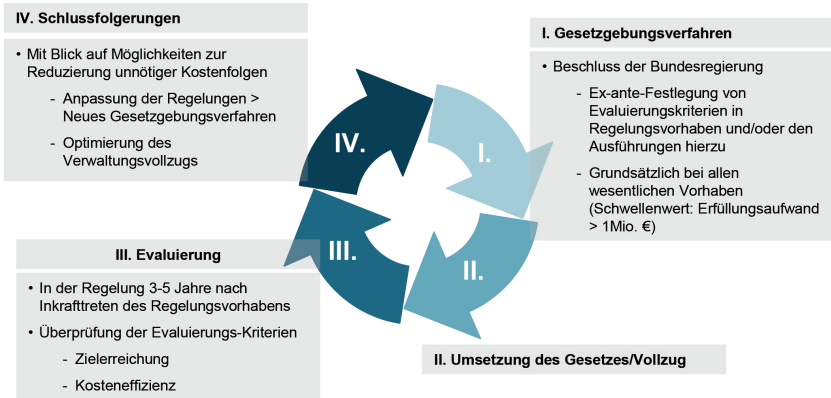 I. Gesetzgebungsverfahren
• Beschluss der Bundesregierung
- Ex-ante-Festlegung von
Evaluierungskriterien in
Regelungsvorhaben und/oder den
Ausführungen hierzu
- Grundsätzlich bei allen
wesentlichen Vorhaben
(Schwellenwert: Erfüllungsaufwand
> 1Mio. €)
II. Umsetzung des Gesetzes/Vollzug
III. Evaluierung
• In der Regelung 3-5 Jahre nach
Inkrafttreten des Regelungsvorhabens
• Überprüfung der Evaluierungs-Kriterien
- Zielerreichung
- Kosteneffizienz
IV. Schlussfolgerungen
• Mit Blick auf Möglichkeiten zur
Reduzierung unnötiger Kostenfolgen
- Anpassung der Regelungen >
Neues Gesetzgebungsverfahren
- Optimierung des
Verwaltungsvollzugs
I.
II.
III.
IV.